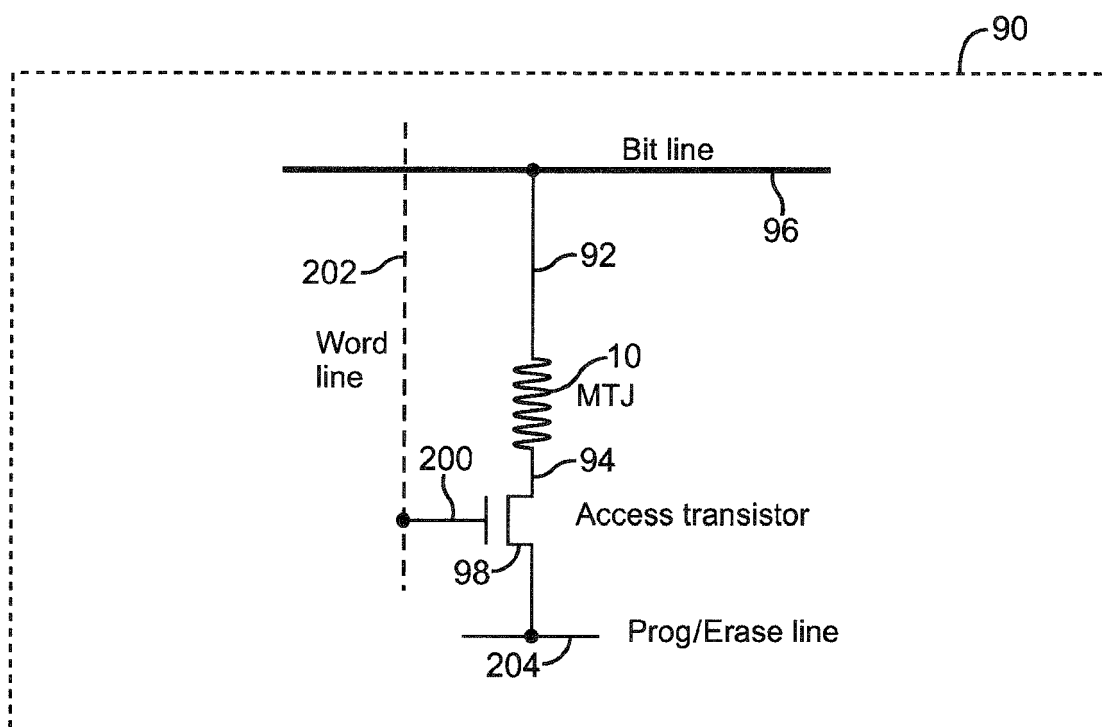 90
Bit line
96
92
202
Word
line
10
MTJ
200
94
Access transistor
98
Prog/Erase line
204